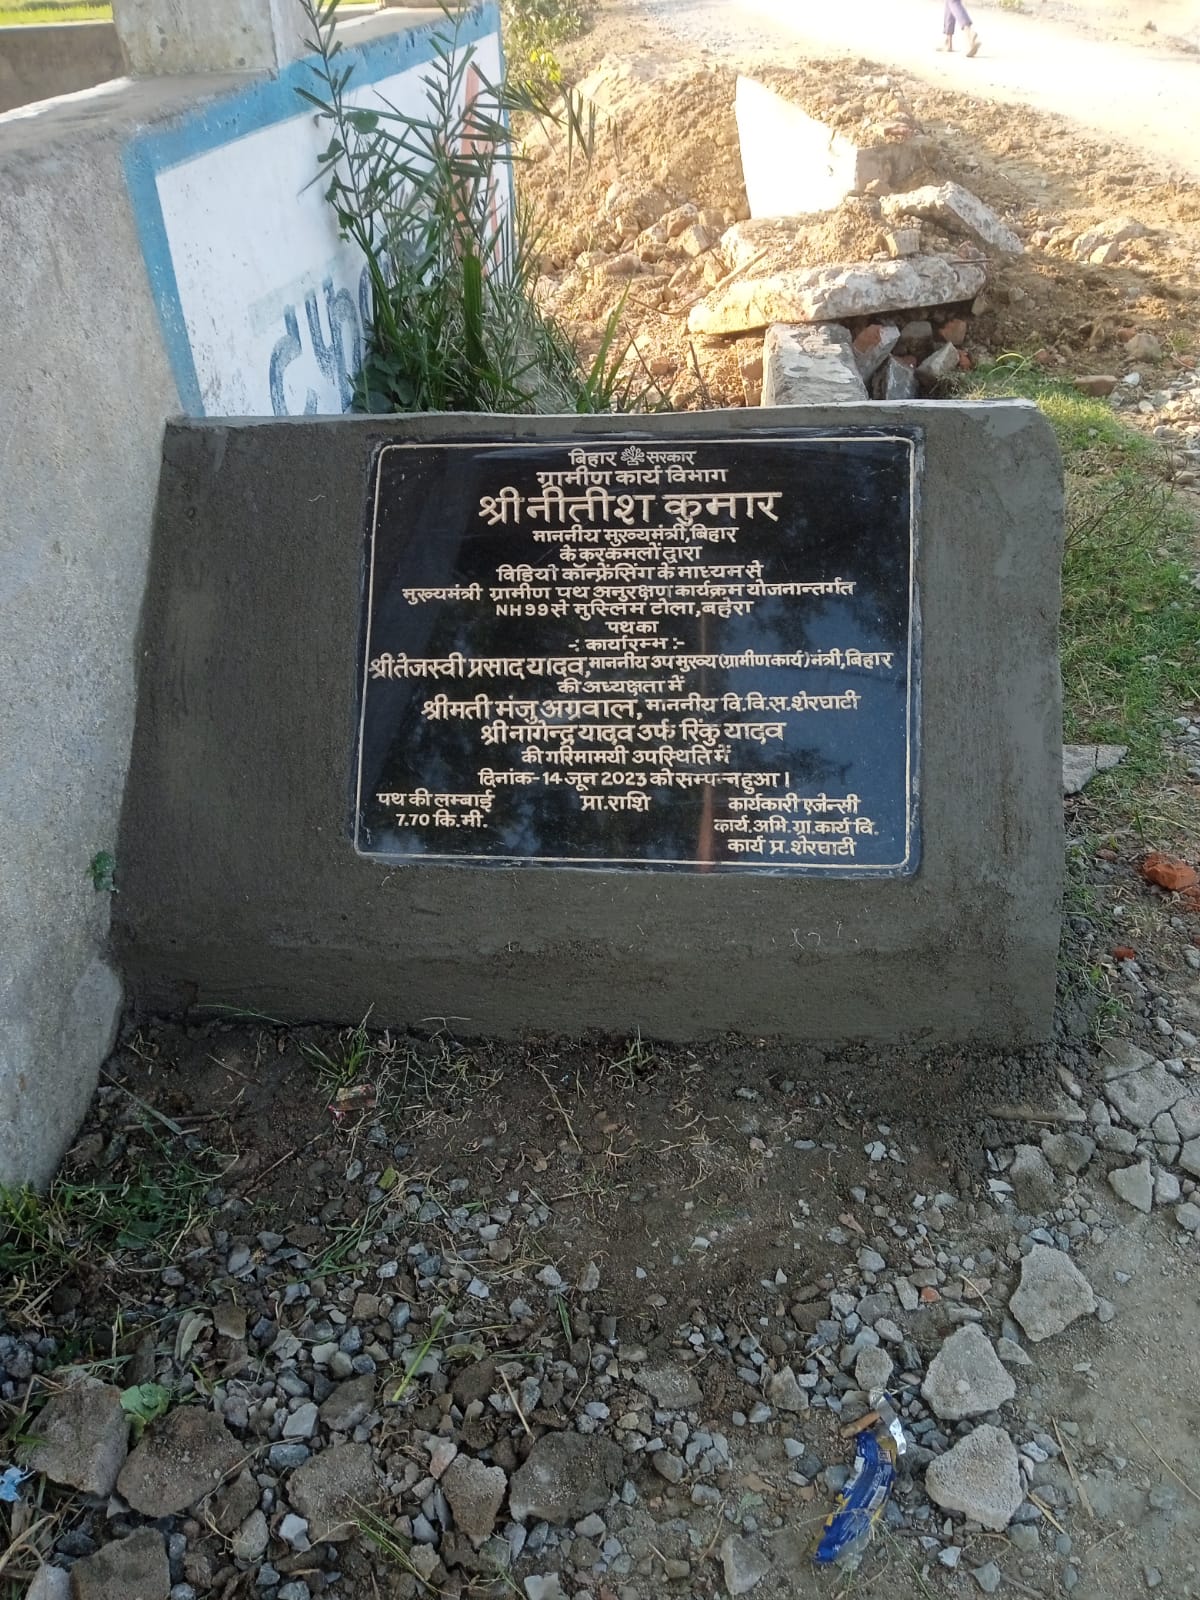 बिहार सरकार
ग्रामीण कार्य विभाग
श्री नीतीश कुमार
माननीय मुख्यमंत्री, बिहार
के करकमलों द्वारा
विडियो कॉन्फ्रेंसिंग के माध्यम से
मुख्यमंत्री ग्रामीण पथ अनुरक्षण कार्यक्रम योजनान्तर्गत
NH 99 से मुस्लिम टोला, बहेरा
पथ का
-: कार्यारम्भ :-
श्री तेजस्वी प्रसाद यादव, माननीय उप मुख्य (ग्रामीण कार्य) मंत्री, बिहार
की अध्यक्षता में
श्रीमती मंजु अग्रवाल, माननीय वि.वि.स. शेरघाटी
श्री नागेन्द्र यादव उर्फ रिंकु यादव
की गरिमामयी उपस्थिति में
दिनांक- 14 जून 2023 को सम्पन्न हुआ।
पथ की लम्बाई
7.70 कि.मी.
प्रा. राशि
कार्यकारी एजेन्सी
कार्य. अभि. ग्रा. कार्य वि.
कार्य प्र. शेरघाटी